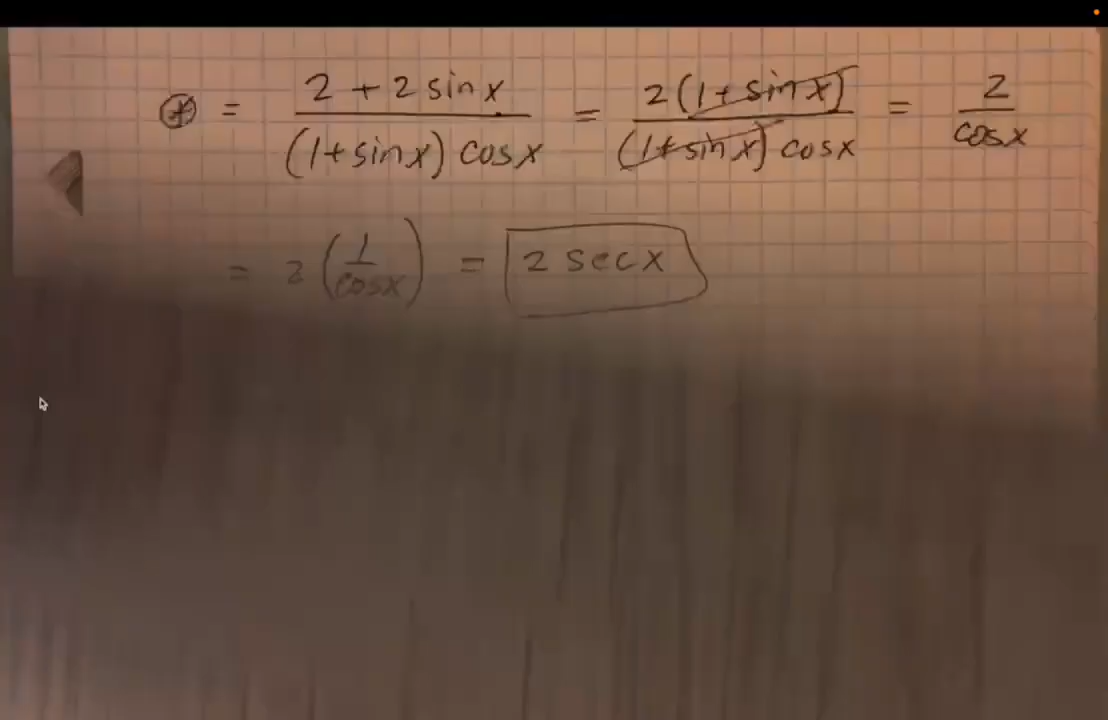 (*) = (2 + 2 sin x) / ((1 + sin x) cos x) = 2(1 + sin x) / ((1 + sin x) cos x) = 2 / cos x
= 2 (1 / cos x) = 2 sec x